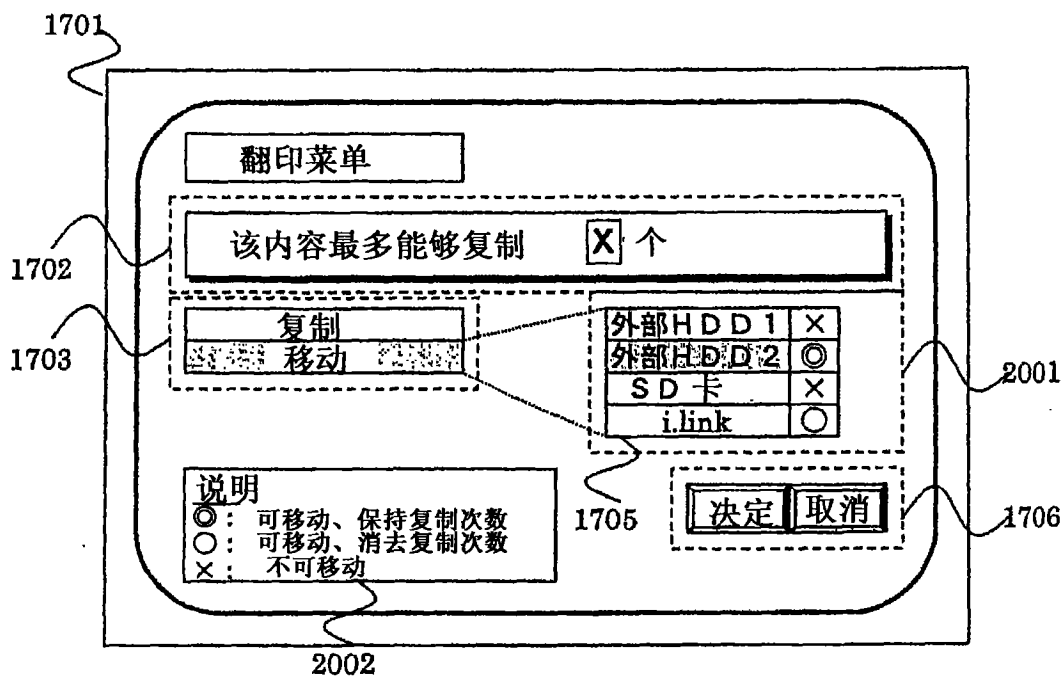 1701
翻印菜单
该内容最多能够复制 X 个
1702
复制
移动
1703
外部HDD1 ×
外部HDD2 ◎
SD卡 ×
i.link ○
2001
说明
◎： 可移动、保持复制次数
○： 可移动、消去复制次数
×： 不可移动
1705
决定 取消
1706
2002